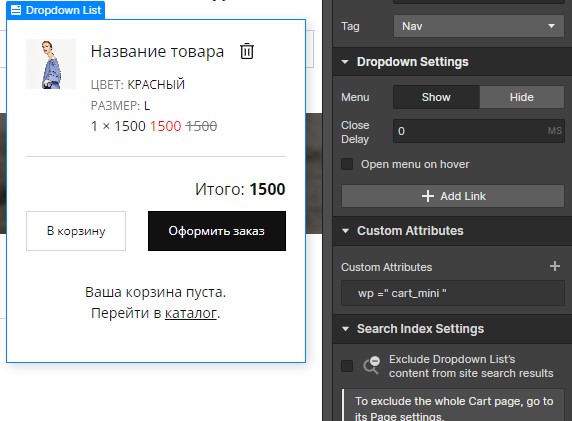 Dropdown List
Название товара
ЦВЕТ: КРАСНЫЙ
РАЗМЕР: L
1 × 1500 1500 1500
Итого: 1500
В корзину
Оформить заказ
Ваша корзина пуста.
Перейти в каталог.
Tag
Nav
Dropdown Settings
Menu
Show
Hide
Close
Delay
0
MS
Open menu on hover
Add Link
Custom Attributes
Custom Attributes
wp =" cart_mini "
Search Index Settings
Exclude Dropdown List's
content from site search results
To exclude the whole Cart page, go to
its Page settings.